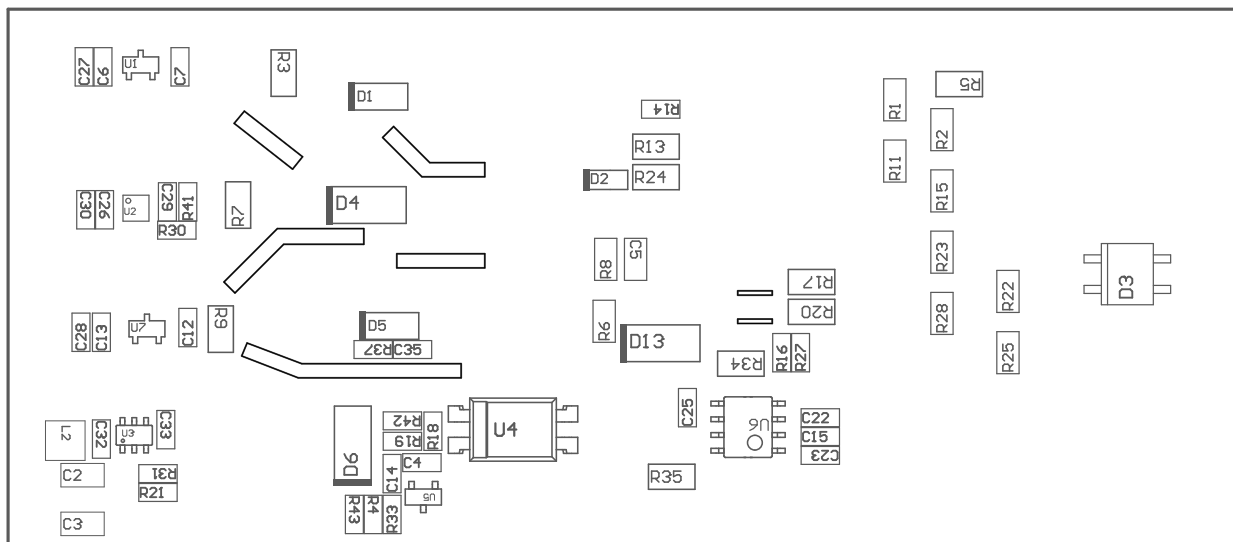 C27
C6
U1
C7
R3
D1
R14
R1
R5
R2
R13
R11
R24
D2
R15
C30
C26
U2
C29
R41
R30
R7
D4
R8
C5
R23
D3
R17
R22
R20
R28
C28
C13
U7
C12
R9
D5
R37
C35
R6
D13
R34
R16
R27
R25
L2
C32
U3
C33
R42
R19
R18
U4
C25
U6
C22
C15
C23
C2
R31
R21
D6
C4
C14
R35
C3
R43
R4
R33
U5